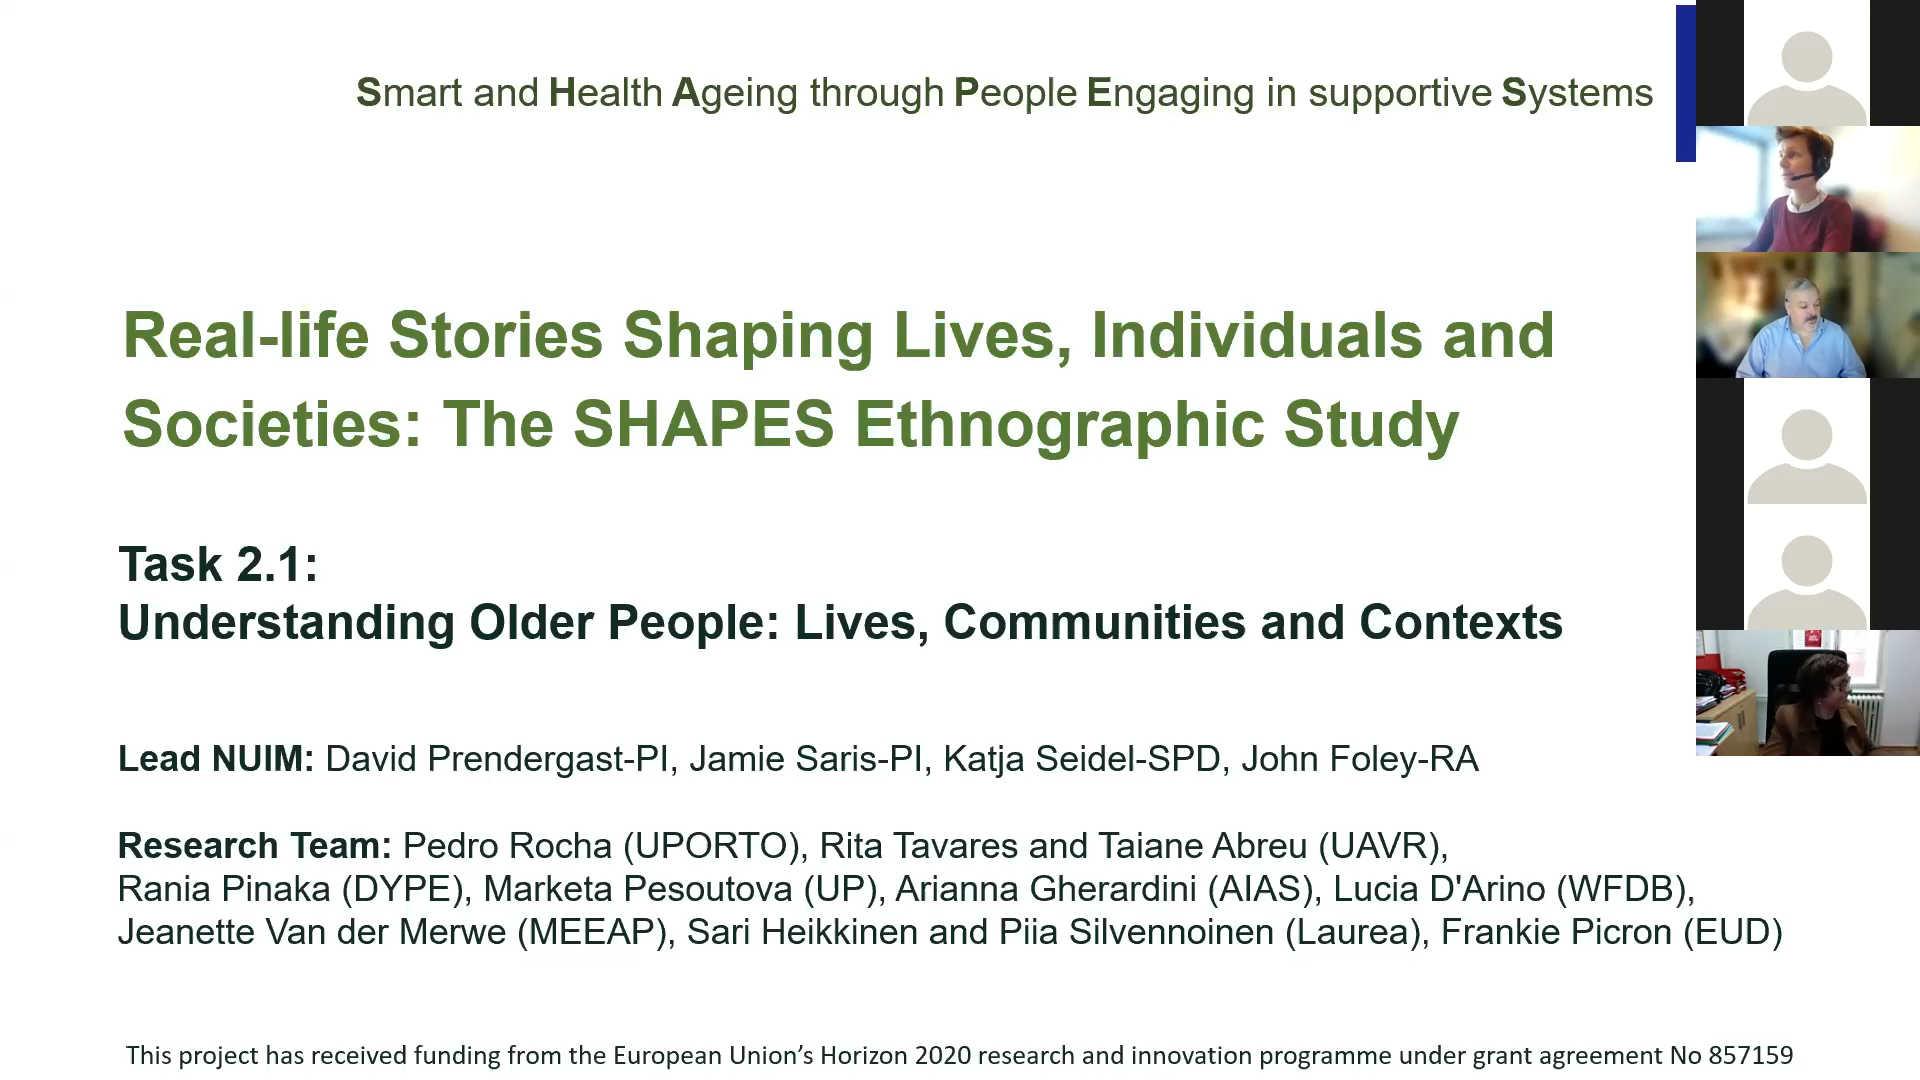 Smart and Health Ageing through People Engaging in supportive Systems
Real-life Stories Shaping Lives, Individuals and
Societies: The SHAPES Ethnographic Study
Task 2.1:
Understanding Older People: Lives, Communities and Contexts
Lead NUIM: David Prendergast-PI, Jamie Saris-PI, Katja Seidel-SPD, John Foley-RA
Research Team: Pedro Rocha (UPORTO), Rita Tavares and Taiane Abreu (UAVR),
Rania Pinaka (DYPE), Marketa Pesoutova (UP), Arianna Gherardini (AIAS), Lucia D'Arino (WFDB),
Jeanette Van der Merwe (MEEAP), Sari Heikkinen and Piia Silvennoinen (Laurea), Frankie Picron (EUD)
This project has received funding from the European Union’s Horizon 2020 research and innovation programme under grant agreement No 857159